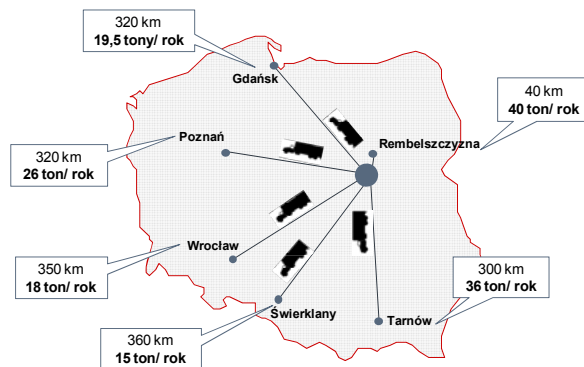 320 km
19,5 tony/ rok
Gdańsk
40 km
40 ton/ rok
Rembelszczyzna
Poznań
320 km
26 ton/ rok
Wrocław
350 km
18 ton/ rok
300 km
36 ton/ rok
Świerklany
Tarnów
360 km
15 ton/ rok